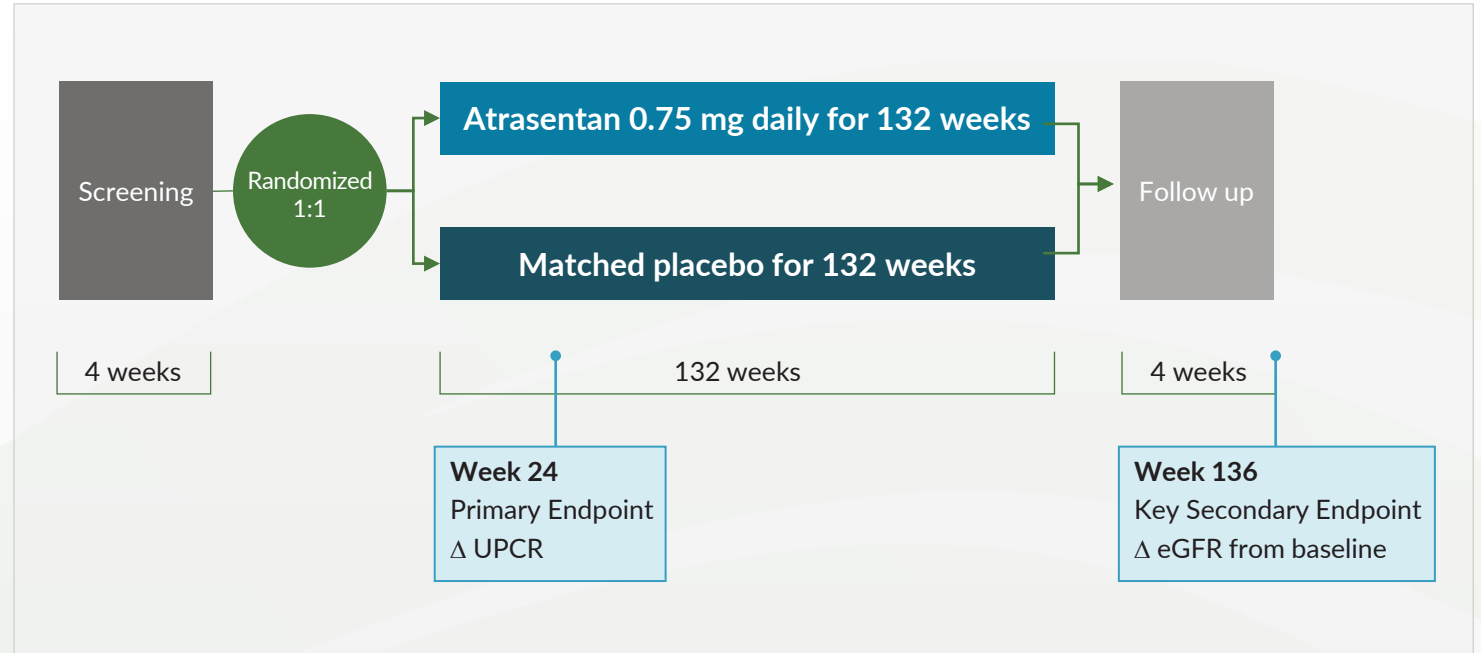 Screening
Randomized
1:1
Atrasentan 0.75 mg daily for 132 weeks
Matched placebo for 132 weeks
Follow up
4 weeks
132 weeks
4 weeks
Week 24
Primary Endpoint
Δ UPCR
Week 136
Key Secondary Endpoint
Δ eGFR from baseline